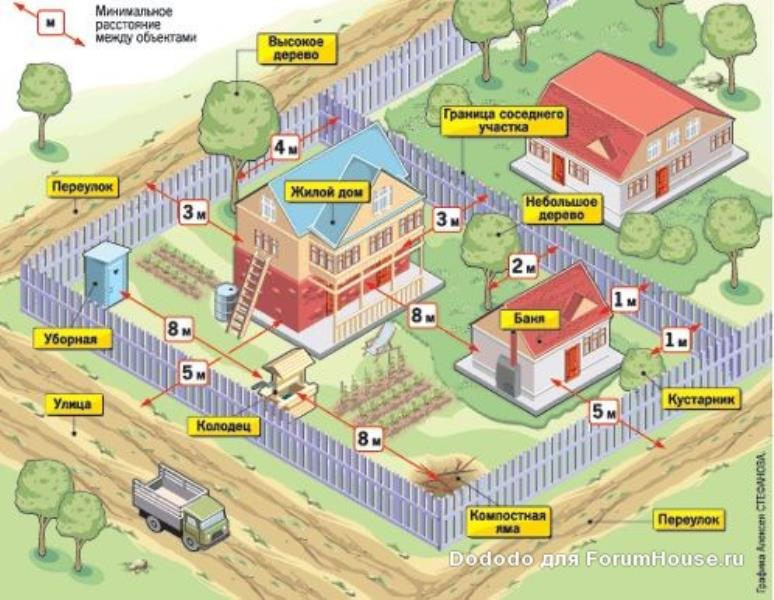 м
Минимальное
расстояние
между объектами
Высокое
дерево
Граница соседнего
участка
4 м
Переулок
Жилой дом
3 м
3 м
Небольшое
дерево
2 м
1 м
8 м
Баня
1 м
Уборная
8 м
5 м
Улица
Колодец
5 м
Кустарник
8 м
Компостная
яма
Переулок
Графика Алексея СТЕФАНОВА.
Dododo для ForumHouse.ru